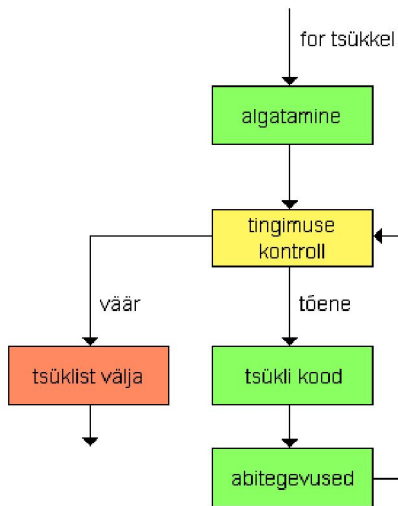 for tsükkel
algatamine
tingimuse
kontroll
väär
tõene
tsüklist välja
tsükli kood
abitegevused